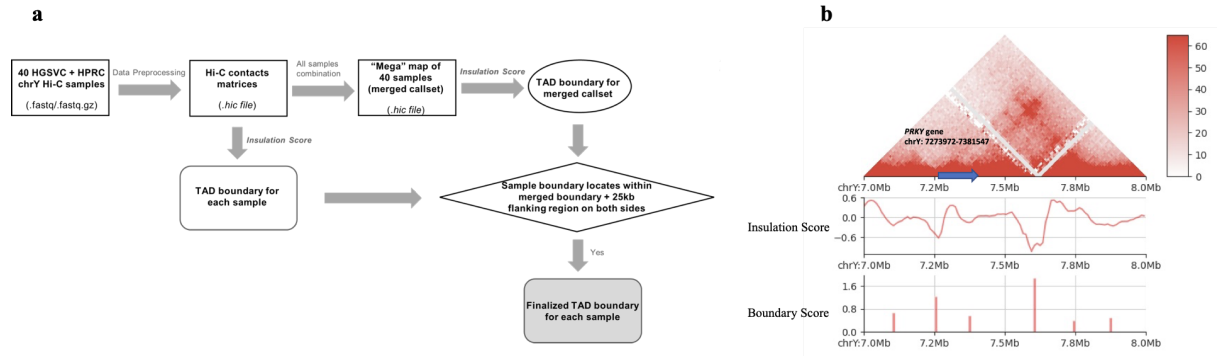 a
40 HGSVC + HPRC
chrY Hi-C samples
(.fastq/.fastq.gz)
Data Preprocessing
Hi-C contacts
matrices
(.hic file)
All samples
combination
“Mega” map of
40 samples
(merged callset)
(.hic file)
Insulation Score
TAD boundary for
merged callset
Insulation Score
TAD boundary for
each sample
Sample boundary locates within
merged boundary + 25kb
flanking region on both sides
Yes
Finalized TAD boundary
for each sample
b
PRKY gene
chrY: 7273972-7381547
60
50
40
30
20
10
0
chrY:7.0Mb 7.2Mb 7.5Mb 7.8Mb 8.0Mb
Insulation Score
0.6
0.0
−0.6
chrY:7.0Mb 7.2Mb 7.5Mb 7.8Mb 8.0Mb
Boundary Score
1.6
0.8
0.0
chrY:7.0Mb 7.2Mb 7.5Mb 7.8Mb 8.0Mb